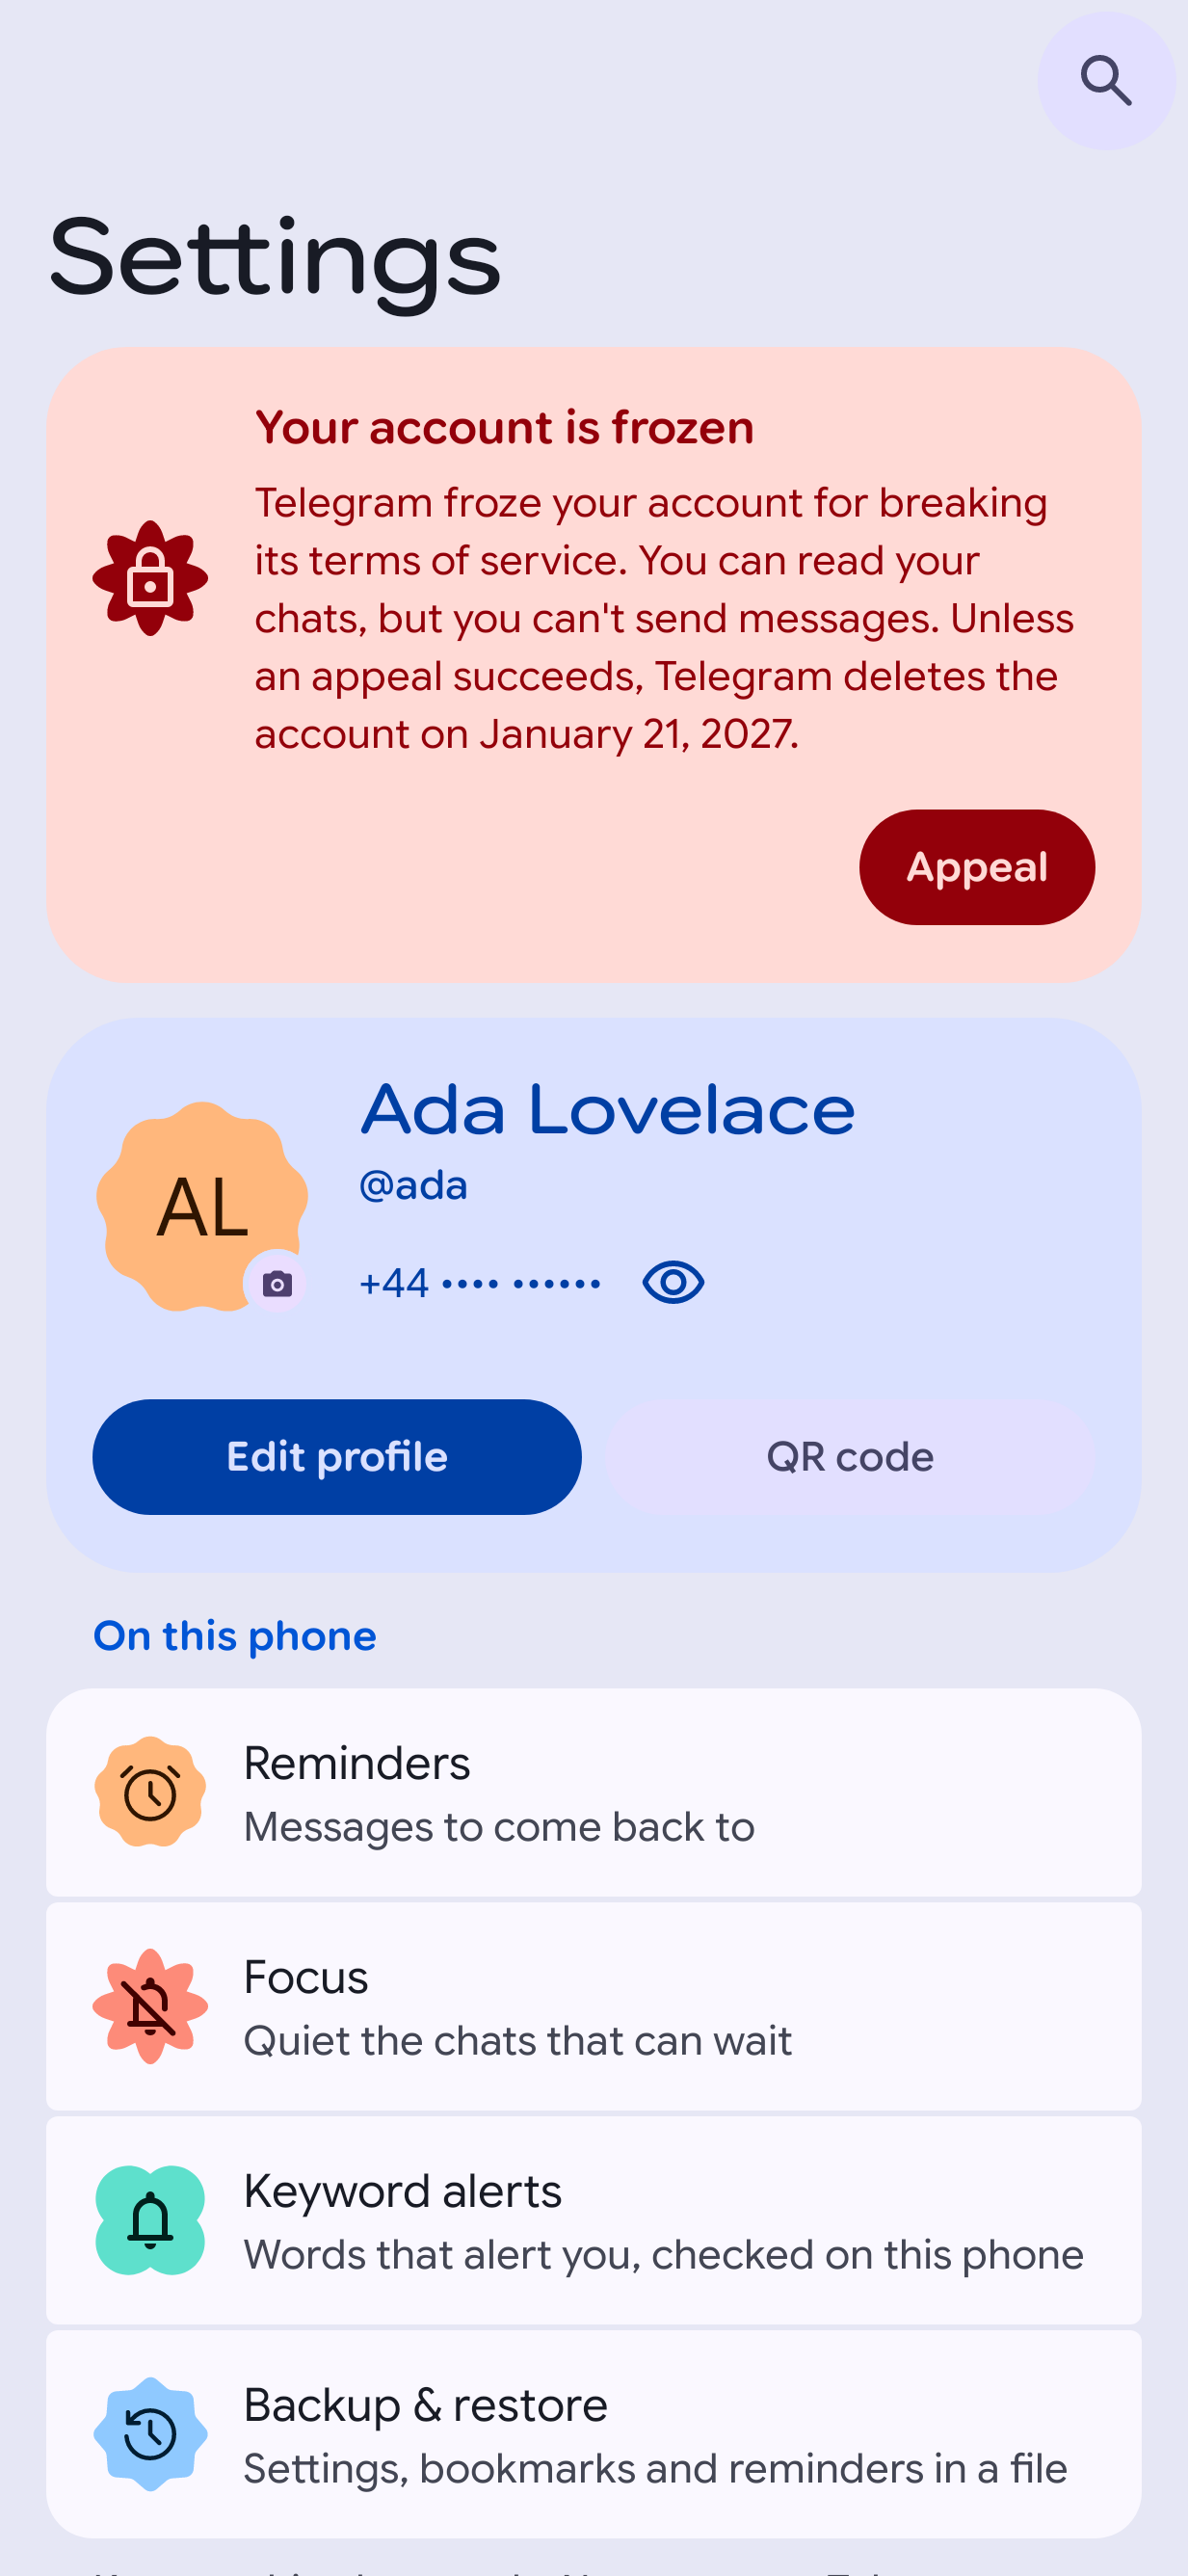 Settings
Your account is frozen
Telegram froze your account for breaking
its terms of service. You can read your
chats, but you can't send messages. Unless
an appeal succeeds, Telegram deletes the
account on January 21, 2027.
Appeal
Ada Lovelace
AL
@ada
+44 •••• ••••••
Edit profile
QR code
On this phone
Reminders
Messages to come back to
Focus
Quiet the chats that can wait
Keyword alerts
Words that alert you, checked on this phone
Backup & restore
Settings, bookmarks and reminders in a file